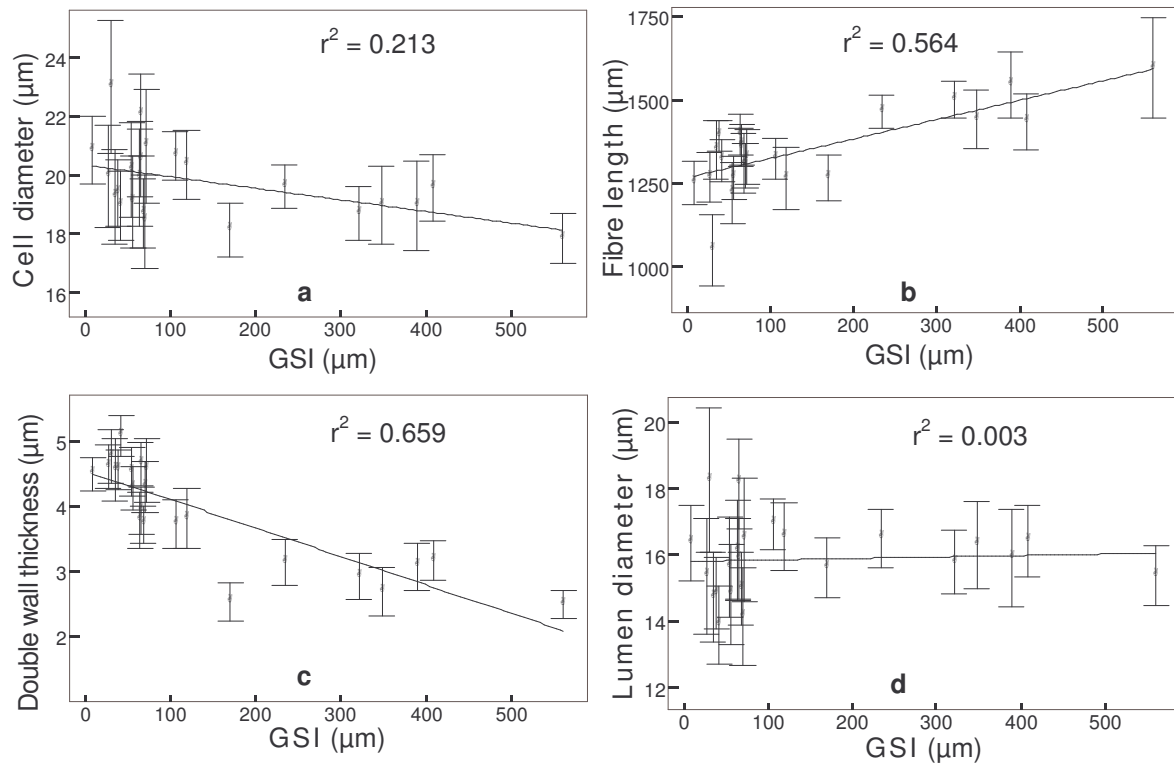 r² = 0.213
Cell diameter (µm)
24
22
20
18
16
a
0 100 200 300 400 500
GSI (µm)
r² = 0.564
Fibre length (µm)
1750
1500
1250
1000
b
0 100 200 300 400 500
GSI (µm)
r² = 0.659
Double wall thickness (µm)
5
4
3
2
c
0 100 200 300 400 500
GSI (µm)
r² = 0.003
Lumen diameter (µm)
20
18
16
14
12
d
0 100 200 300 400 500
GSI (µm)